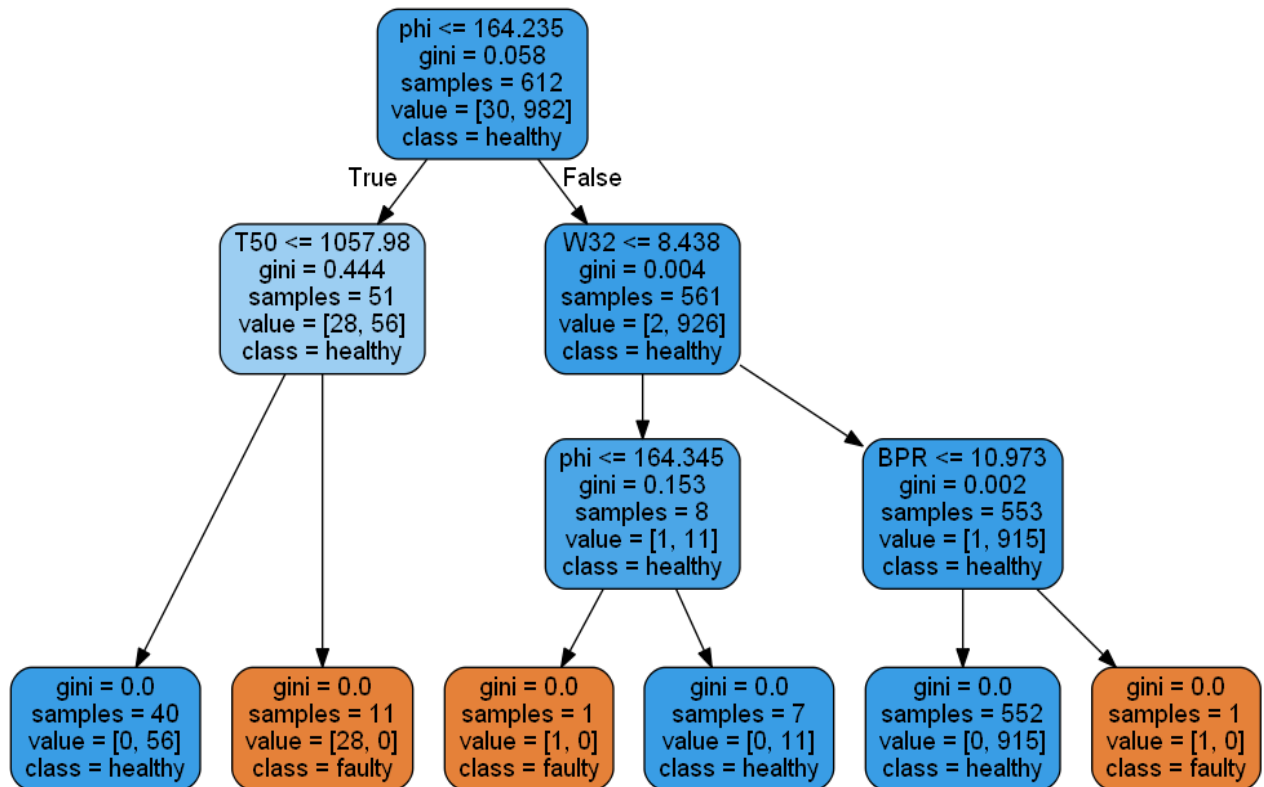 phi <= 164.235
gini = 0.058
samples = 612
value = [30, 982]
class = healthy
True
False
T50 <= 1057.98
gini = 0.444
samples = 51
value = [28, 56]
class = healthy
W32 <= 8.438
gini = 0.004
samples = 561
value = [2, 926]
class = healthy
phi <= 164.345
gini = 0.153
samples = 8
value = [1, 11]
class = healthy
BPR <= 10.973
gini = 0.002
samples = 553
value = [1, 915]
class = healthy
gini = 0.0
samples = 40
value = [0, 56]
class = healthy
gini = 0.0
samples = 11
value = [28, 0]
class = faulty
gini = 0.0
samples = 1
value = [1, 0]
class = faulty
gini = 0.0
samples = 7
value = [0, 11]
class = healthy
gini = 0.0
samples = 552
value = [0, 915]
class = healthy
gini = 0.0
samples = 1
value = [1, 0]
class = faulty